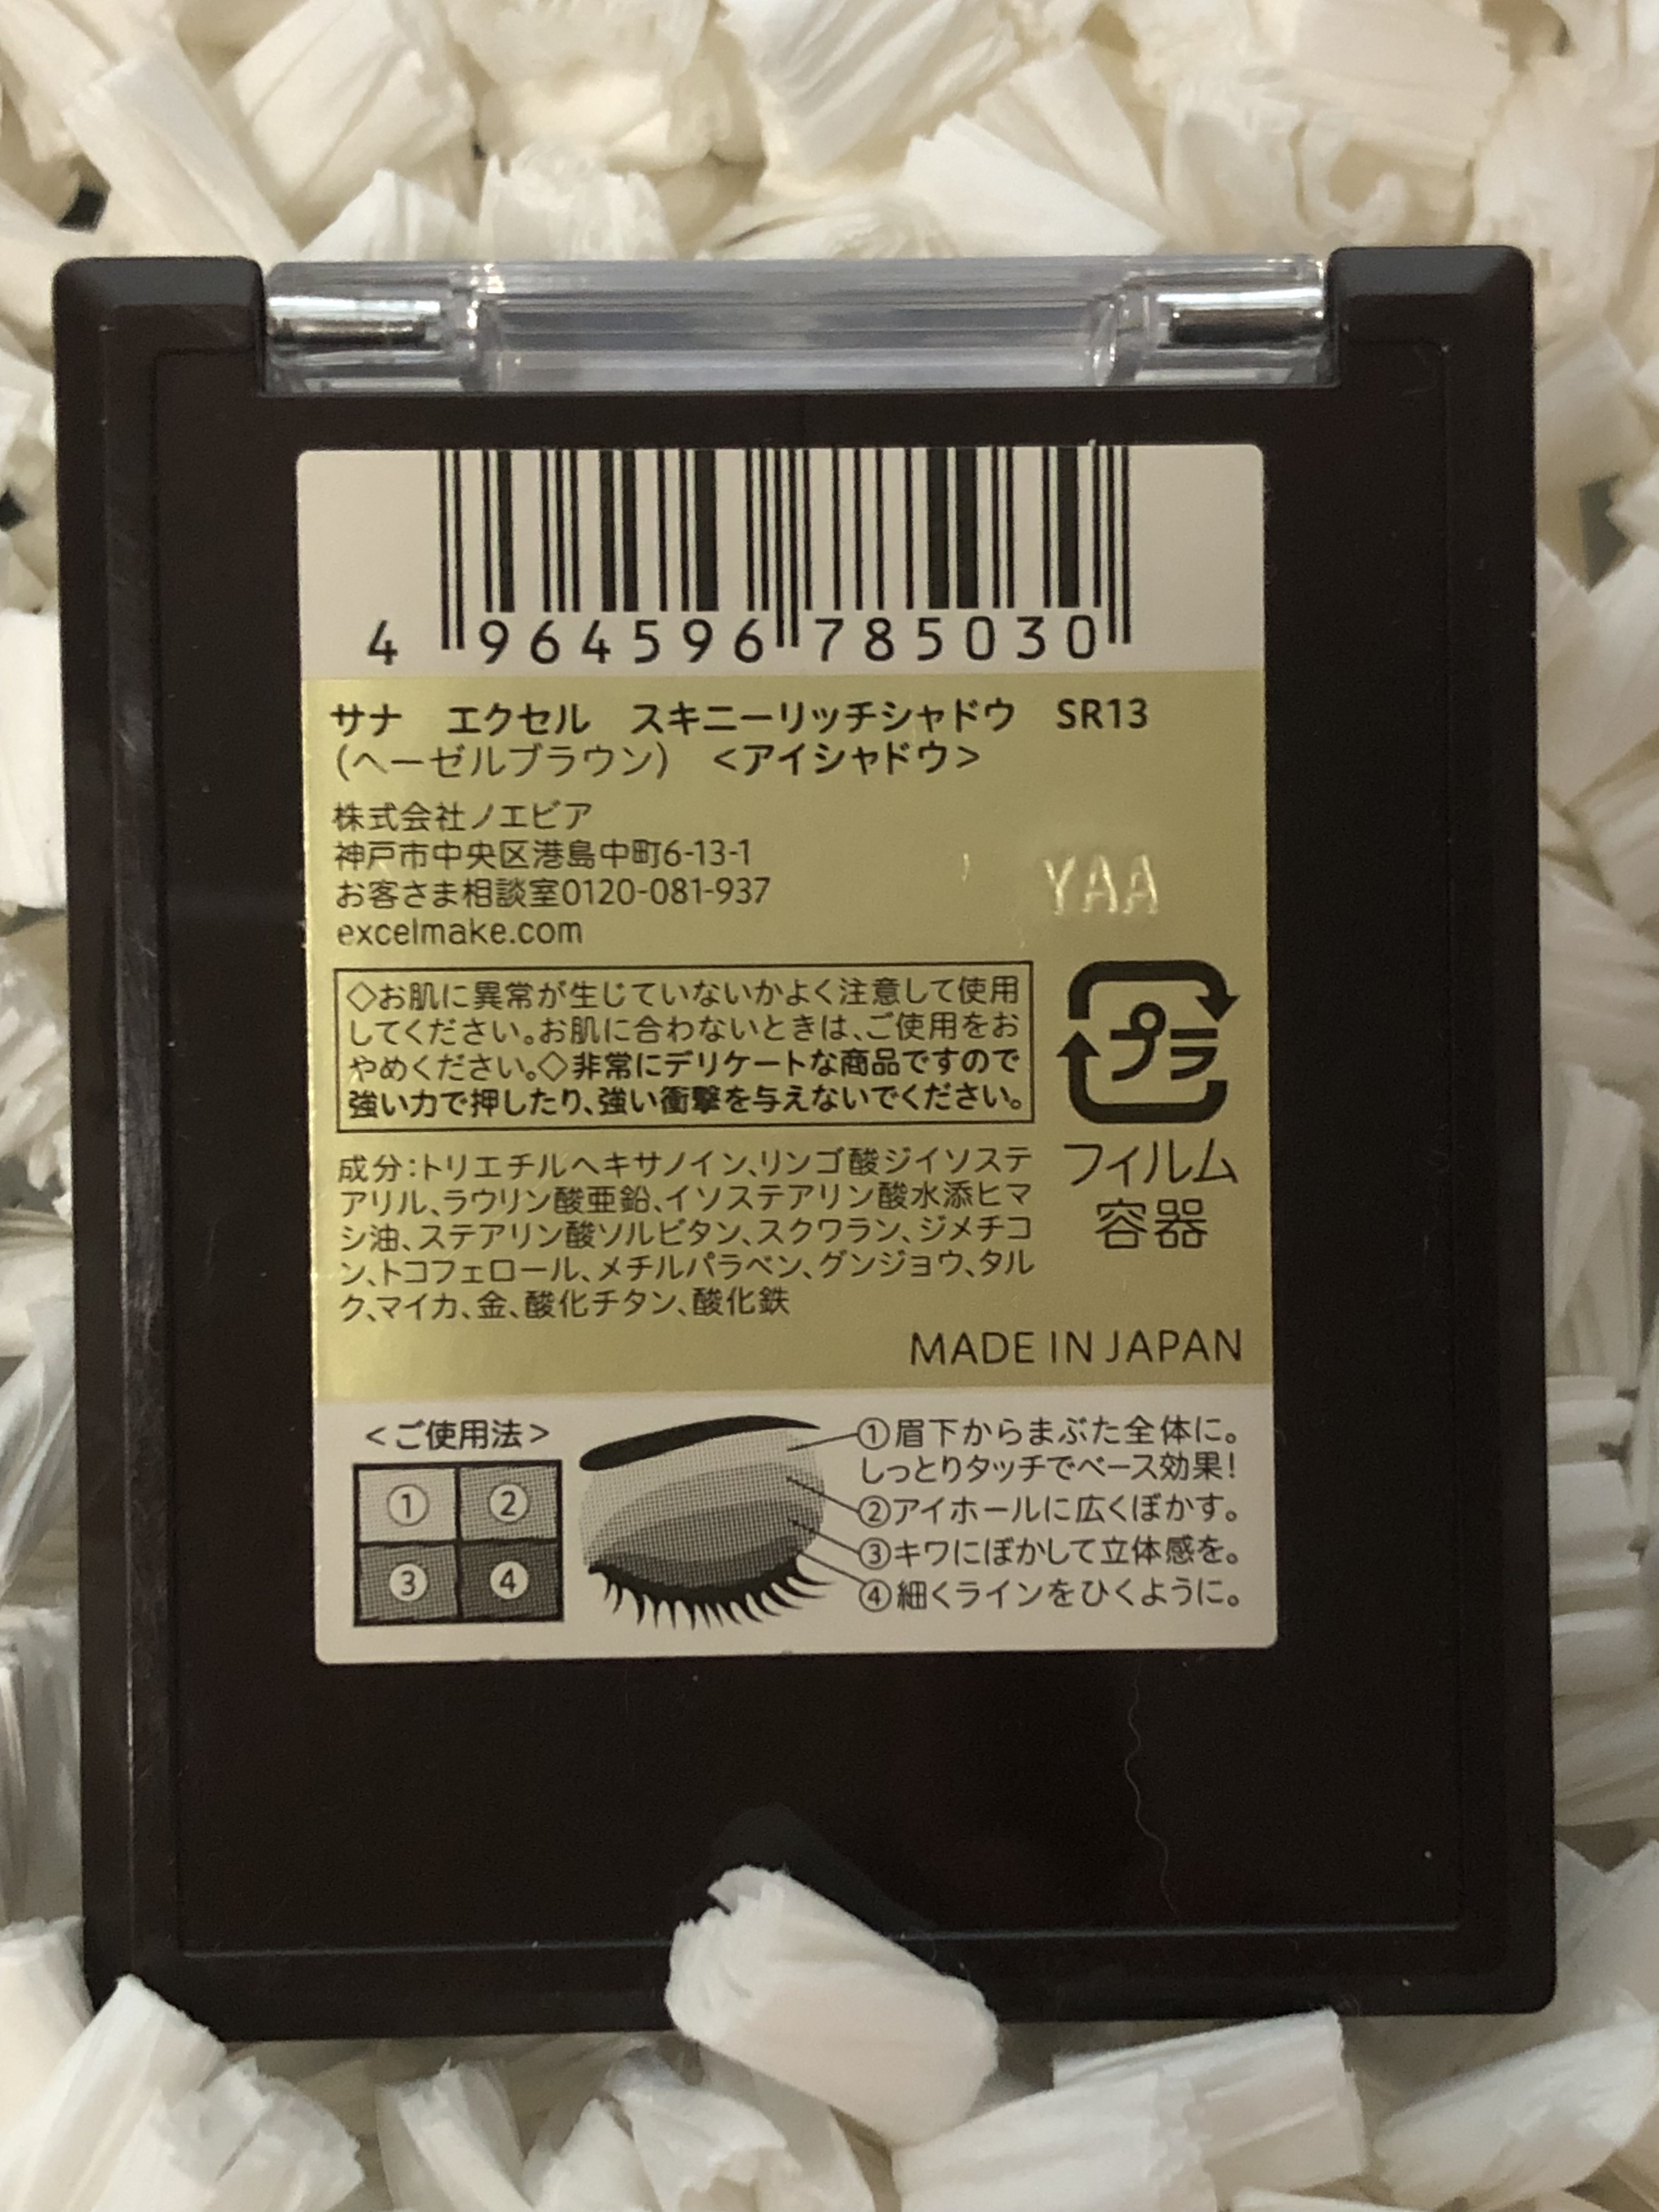 4 964596 785030
サナ　エクセル　スキニーリッチシャドウ　SR13
（ヘーゼルブラウン）　＜アイシャドウ＞
株式会社ノエビア
神戸市中央区港島中町6-13-1
お客さま相談室0120-081-937
excelmake.com
YAA
◇お肌に異常が生じていないかよく注意して使用
してください。お肌に合わないときは、ご使用をお
やめください。◇非常にデリケートな商品ですので
強い力で押したり、強い衝撃を与えないでください。
プラ
フィルム
容器
成分：トリエチルヘキサノイン、リンゴ酸ジイソステ
アリル、ラウリン酸亜鉛、イソステアリン酸水添ヒマ
シ油、ステアリン酸ソルビタン、スクワラン、ジメチコ
ン、トコフェロール、メチルパラベン、グンジョウ、タル
ク、マイカ、金、酸化チタン、酸化鉄
MADE IN JAPAN
＜ご使用法＞
① ②
③ ④
①眉下からまぶた全体に。
しっとりタッチでベース効果！
②アイホールに広くぼかす。
③キワにぼかして立体感を。
④細くラインをひくように。